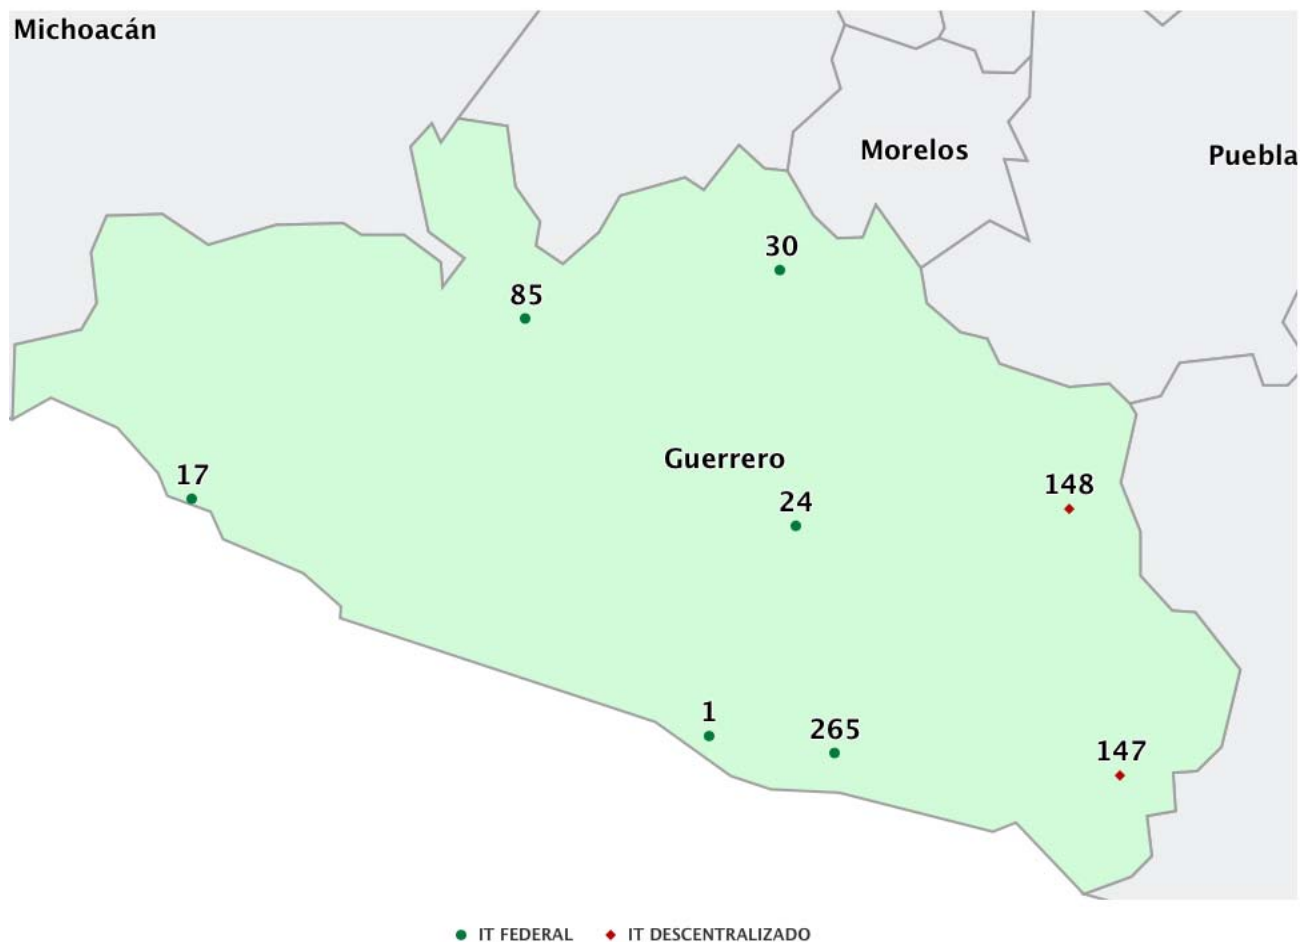 Michoacán
Morelos
Puebla
30
85
Guerrero
17
148
24
1
265
147
IT FEDERAL
IT DESCENTRALIZADO